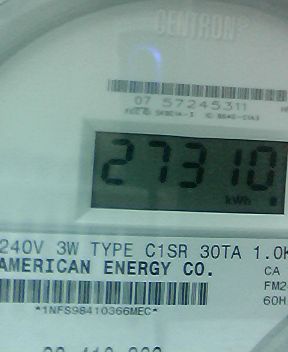 CENTRON®
07 57245311
27310
kWh
240V 3W TYPE C1SR 30TA 1.0K
AMERICAN ENERGY CO.
CA
FM2
60H
*1NFS98410366MEC*